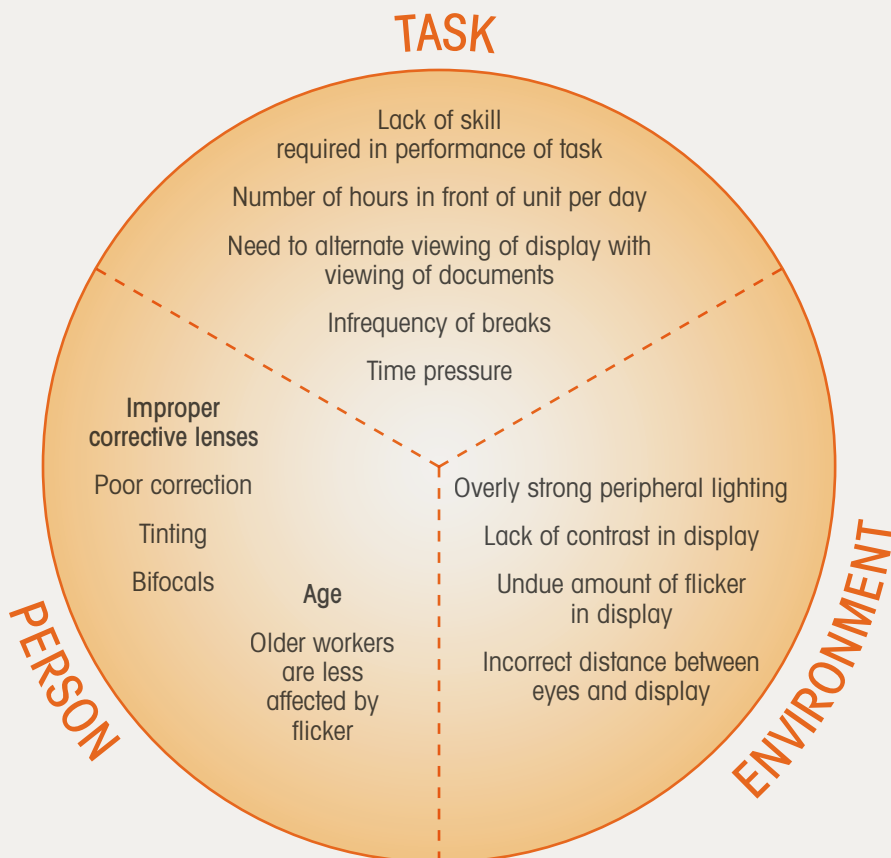 TASK
Lack of skill
required in performance of task
Number of hours in front of unit per day
Need to alternate viewing of display with
viewing of documents
Infrequency of breaks
Time pressure
Improper
corrective lenses
Poor correction
Tinting
Bifocals
Age
Older workers
are less
affected by
flicker
PERSON
Overly strong peripheral lighting
Lack of contrast in display
Undue amount of flicker
in display
Incorrect distance between
eyes and display
ENVIRONMENT